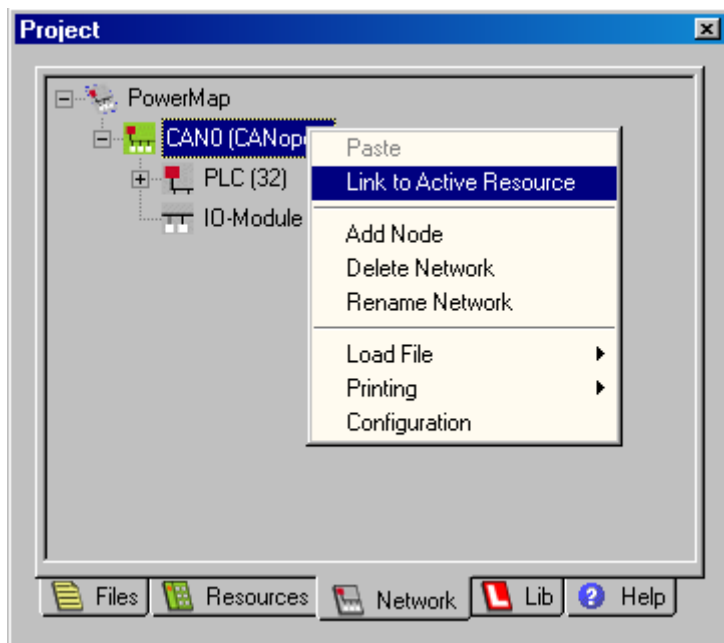 Project
PowerMap
CAN0 (CANop
PLC (32)
IO-Module
Paste
Link to Active Resource
Add Node
Delete Network
Rename Network
Load File
Printing
Configuration
Files
Resources
Network
Lib
Help